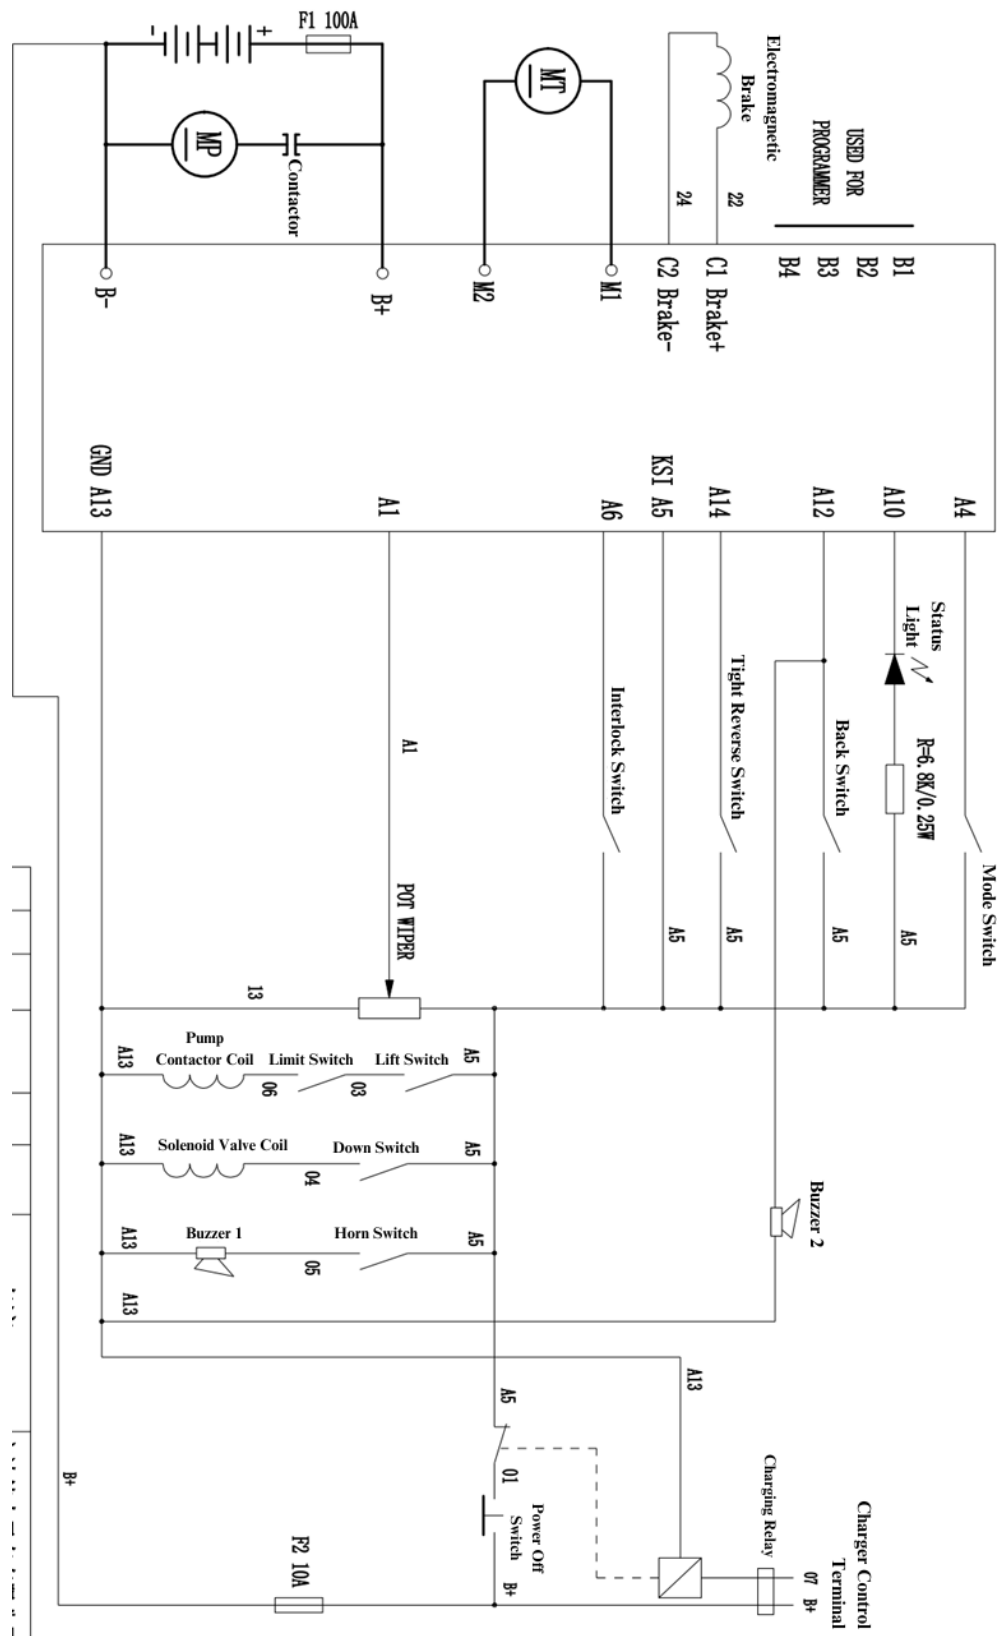 F1 100A
-
+
MP
Contactor
MT
Electromagnetic
Brake
24
22
USED FOR
PROGRAMMER
B-
B+
M2
M1
C2 Brake-
C1 Brake+
B4
B3
B2
B1
GND A13
A1
A6
KSI A5
A14
A12
A10
A4
Status
Light
R=6.8K/0.25W
Interlock Switch
Tight Reverse Switch
Back Switch
Mode Switch
A1
POT WIPER
A5
A5
A5
A5
13
A13
Pump
Contactor Coil
06
Limit Switch
03
Lift Switch
A5
A13
Solenoid Valve Coil
04
Down Switch
A5
A13
Buzzer 1
05
Horn Switch
A5
A13
Buzzer 2
A13
A5
01
Power Off
Switch
B+
B+
F2 10A
Charging Relay
Charger Control
Terminal
07
B+